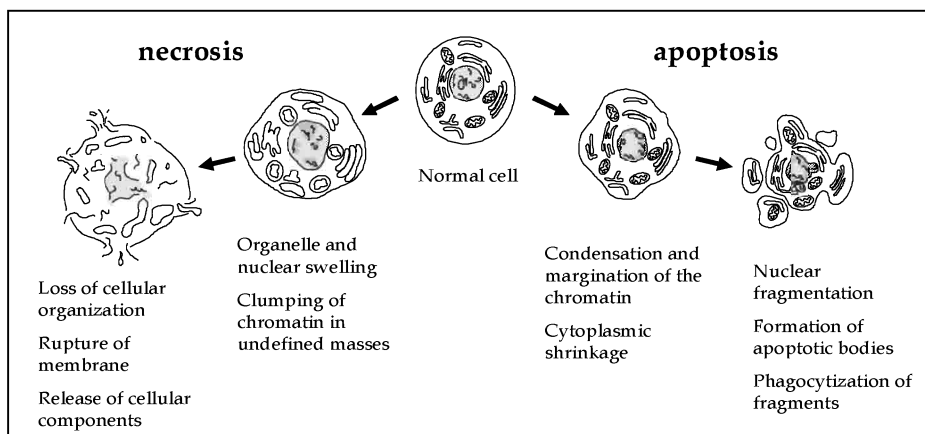 necrosis
apoptosis
Normal cell
Organelle and
nuclear swelling
Clumping of
chromatin in
undefined masses
Loss of cellular
organization
Rupture of
membrane
Release of cellular
components
Condensation and
margination of the
chromatin
Cytoplasmic
shrinkage
Nuclear
fragmentation
Formation of
apoptotic bodies
Phagocytization of
fragments